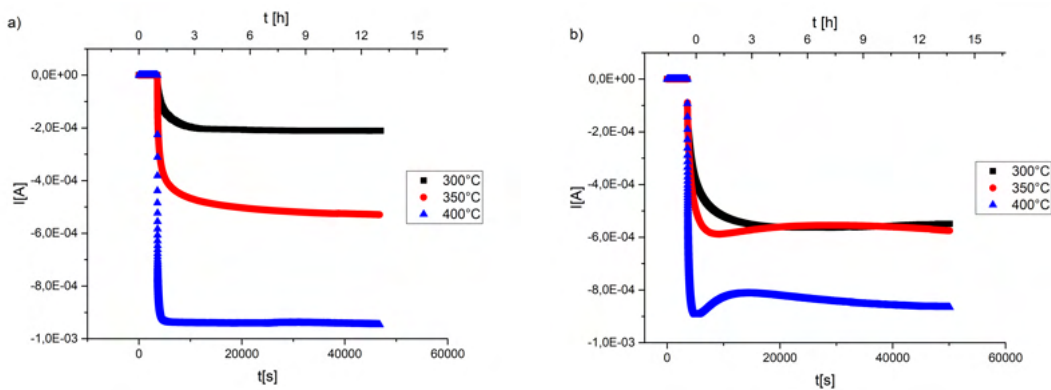 a)
t [h]
0 3 6 9 12 15
0,0E+00
-2,0E-04
-4,0E-04
-6,0E-04
-8,0E-04
-1,0E-03
I[A]
300°C
350°C
400°C
0 20000 40000 60000
t[s]
b)
t [h]
0 3 6 9 12 15
0,0E+00
-2,0E-04
-4,0E-04
-6,0E-04
-8,0E-04
-1,0E-03
I[A]
300°C
350°C
400°C
0 20000 40000 60000
t[s]